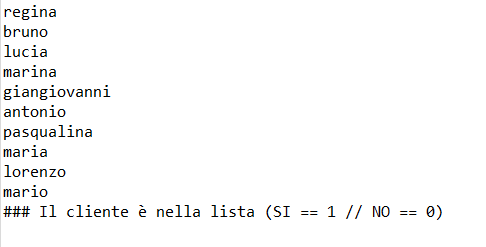 regina
bruno
lucia
marina
giangiovanni
antonio
pasqualina
maria
lorenzo
mario
### Il cliente è nella lista (SI == 1 // NO == 0)